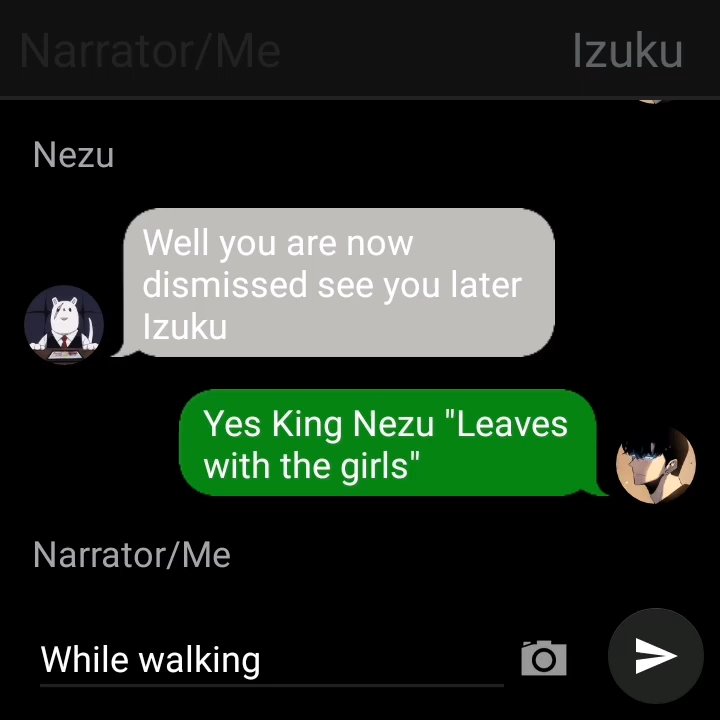 Narrator/Me
Izuku
Nezu
Well you are now
dismissed see you later
Izuku
Yes King Nezu "Leaves
with the girls"
Narrator/Me
While walking